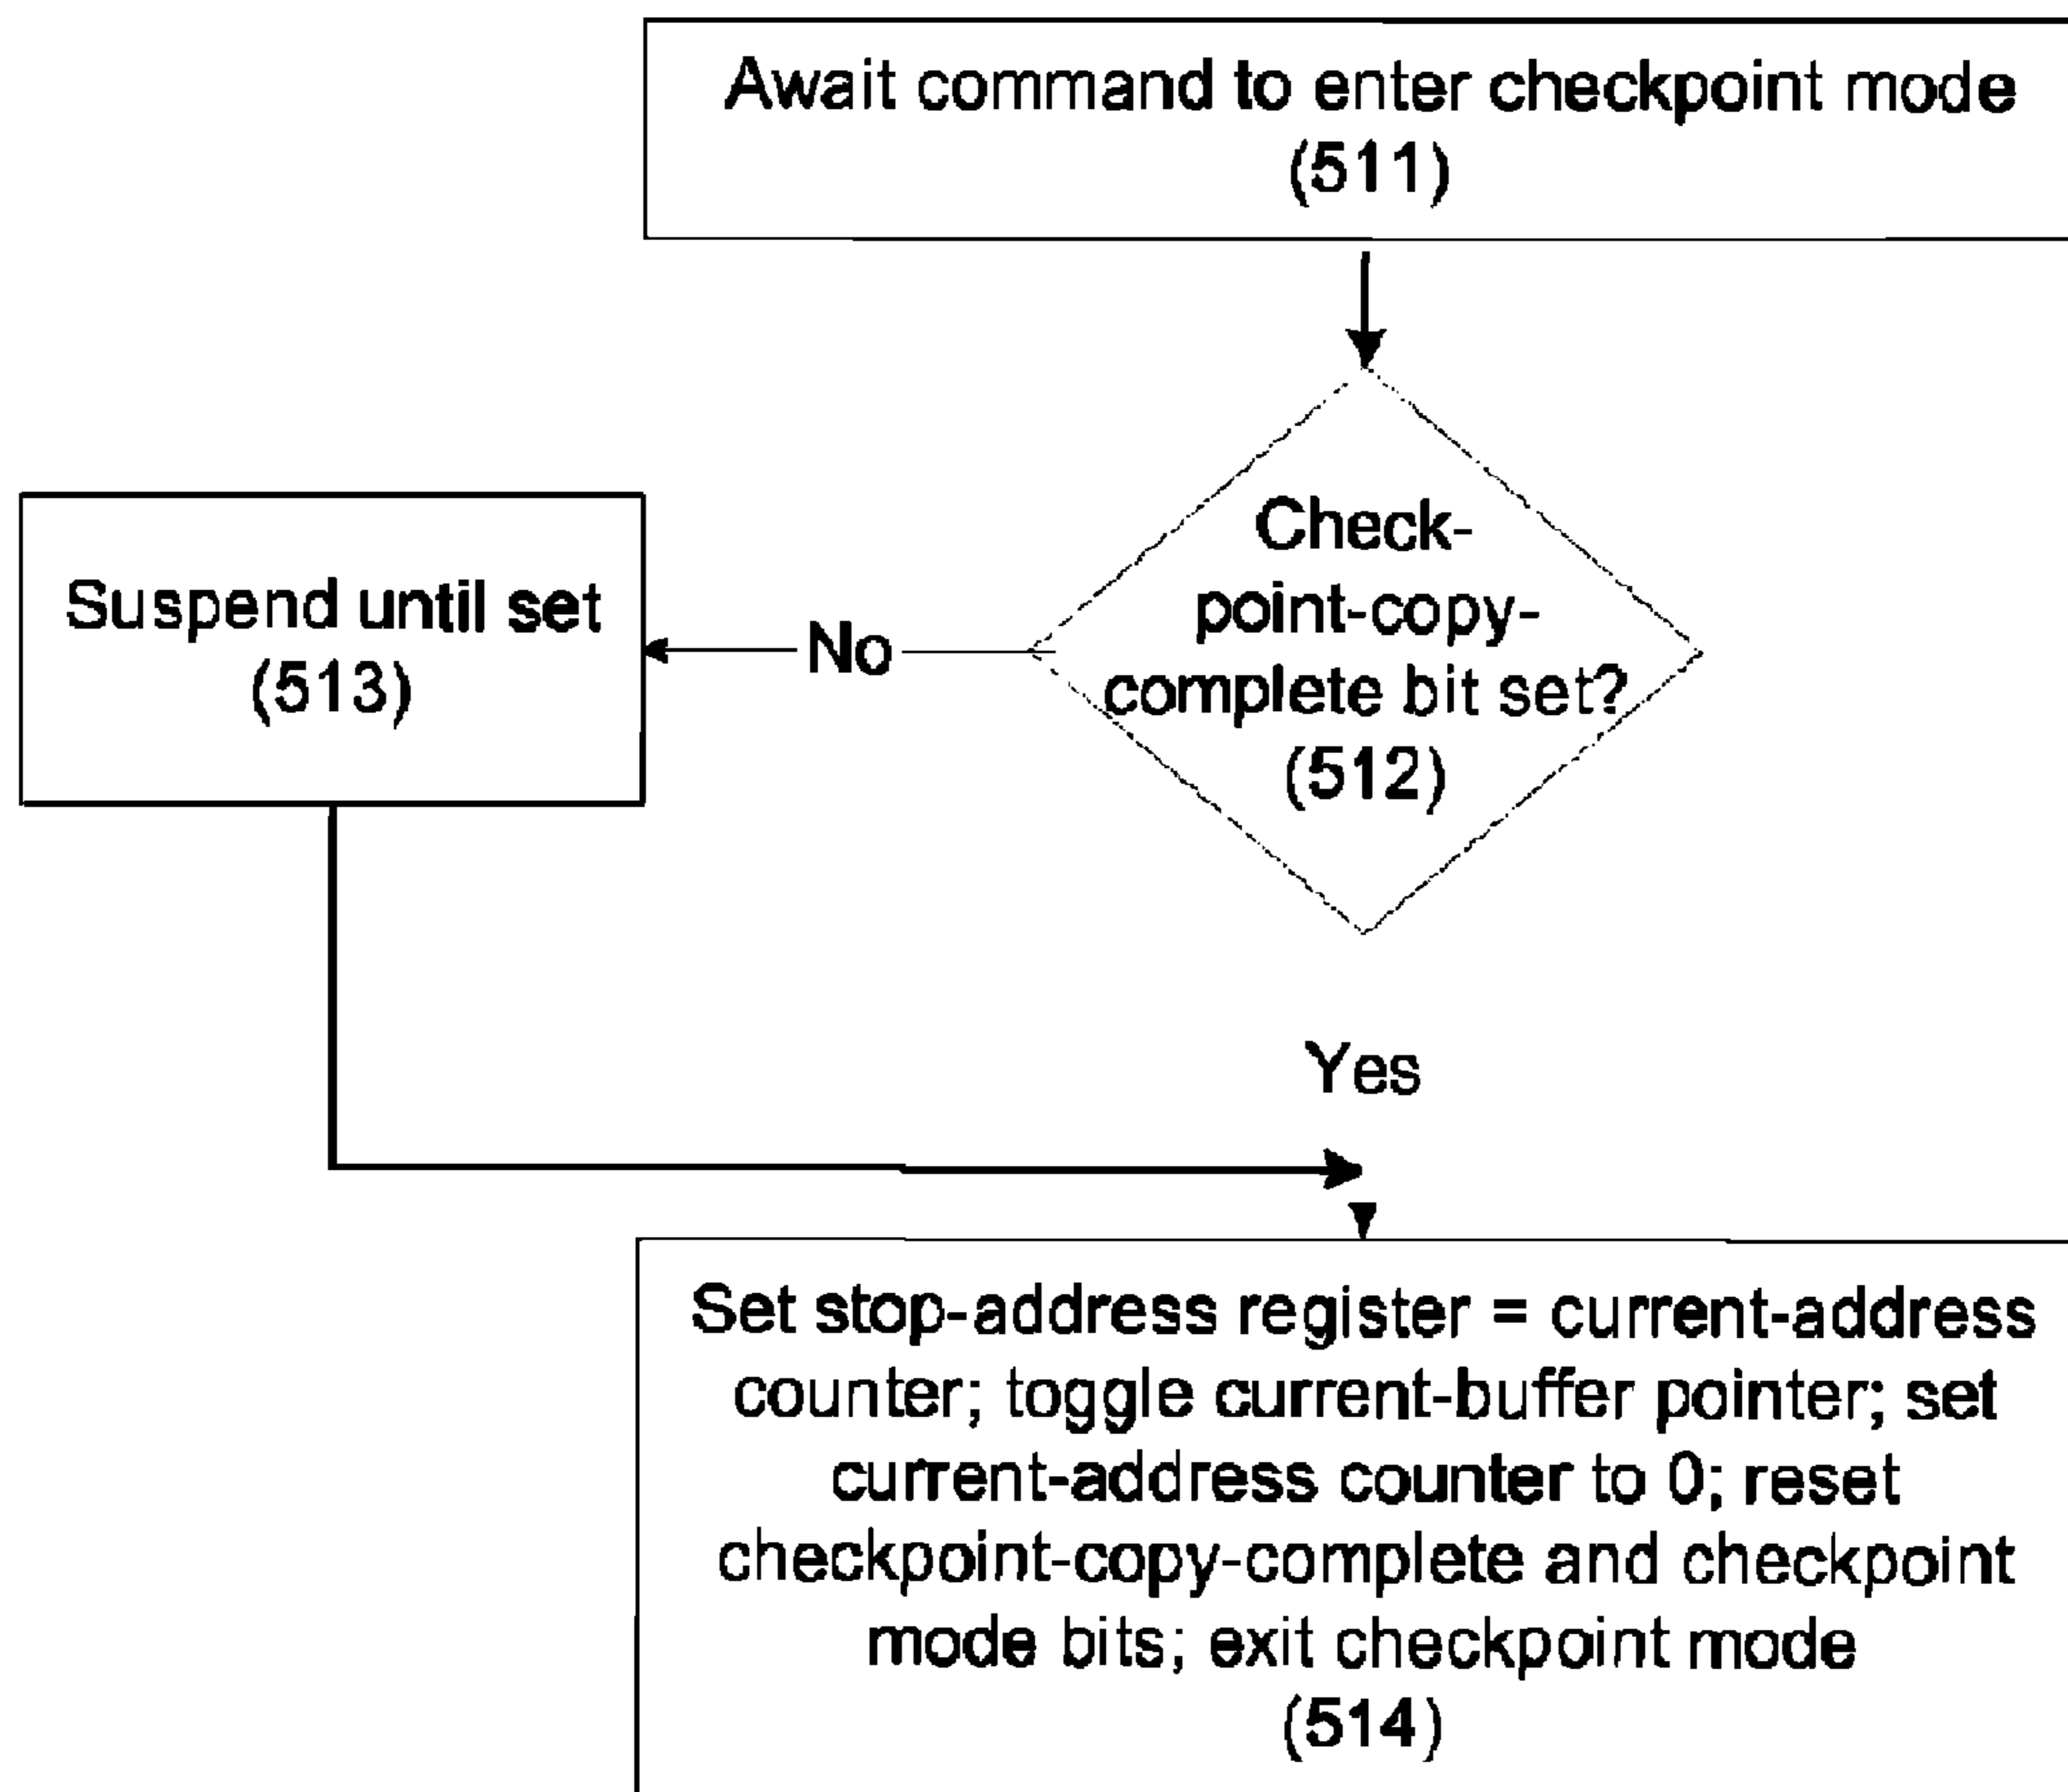 Await command to enter checkpoint mode
(511)
Check-
point-copy-
complete bit set?
(512)
No
Suspend until set
(513)
Yes
Set stop-address register = current-address
counter; toggle current-buffer pointer; set
current-address counter to 0; reset
checkpoint-copy-complete and checkpoint
mode bits; exit checkpoint mode
(514)